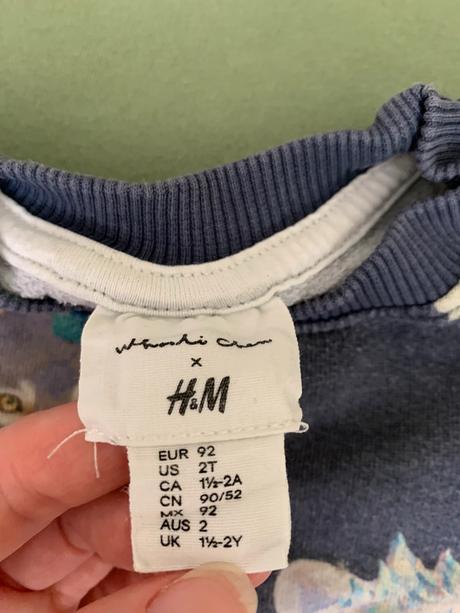 x
H&M
EUR 92
US 2T
CA 1½-2A
CN 90/52
MX 92
AUS 2
UK 1½-2Y